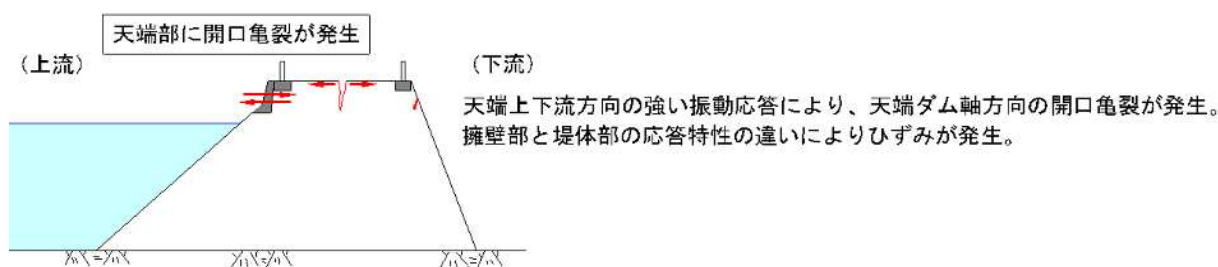 天端部に開口亀裂が発生
(上流)
(下流)
天端上下流方向の強い振動応答により、天端ダム軸方向の開口亀裂が発生。
擁壁部と堤体部の応答特性の違いによりひずみが発生。